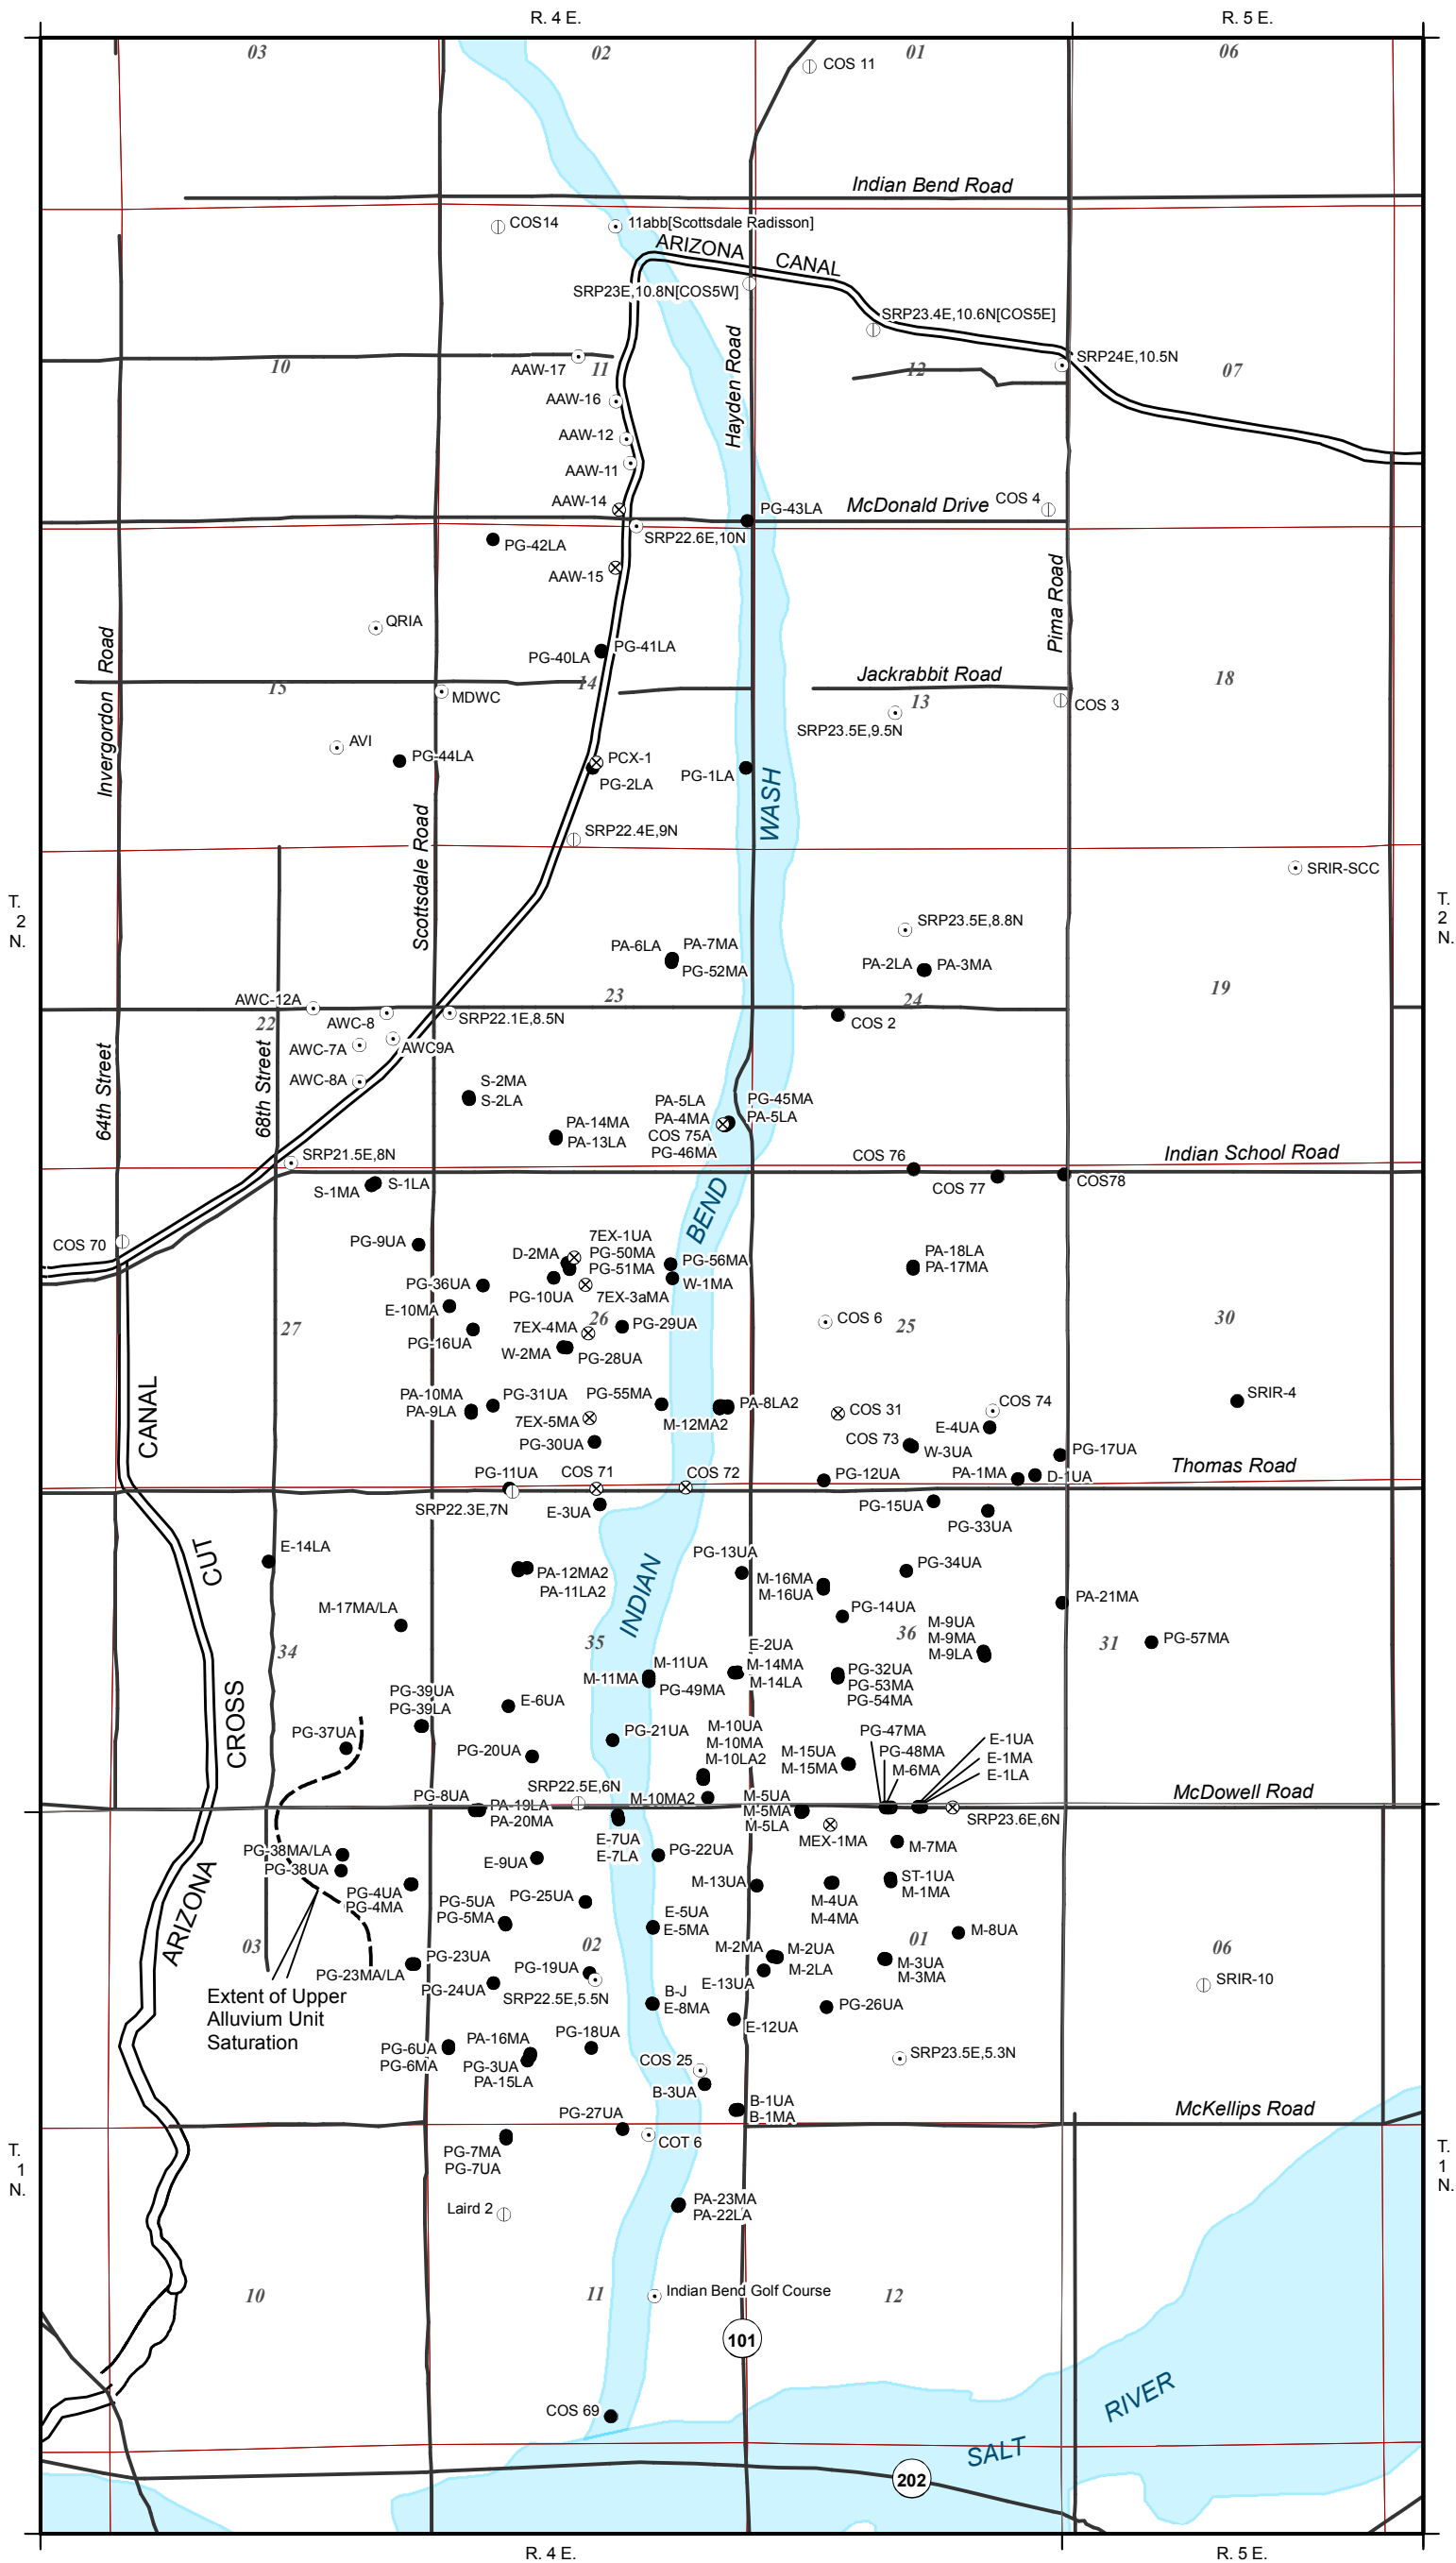 R. 4 E.
R. 5 E.
03
02
01
06
COS 11
Indian Bend Road
COS14
11abb[Scottsdale Radisson]
ARIZONA
CANAL
SRP23E,10.8N[COS5W]
SRP23.4E,10.6N[COS5E]
SRP24E,10.5N
10
AAW-17
11
12
07
Hayden Road
AAW-16
AAW-12
AAW-11
AAW-14
McDonald Drive
COS 4
PG-43LA
SRP22.6E,10N
PG-42LA
AAW-15
Pima Road
QRIA
Invergordon Road
PG-41LA
PG-40LA
15
14
Jackrabbit Road
18
MDWC
13
COS 3
SRP23.5E,9.5N
AVI
PG-44LA
PCX-1
PG-2LA
PG-1LA
WASH
Scottsdale Road
SRP22.4E,9N
SRIR-SCC
T.
2
N.
T.
2
N.
SRP23.5E,8.8N
PA-6LA
PA-7MA
PG-52MA
PA-2LA
PA-3MA
23
24
19
AWC-12A
22
AWC-8
SRP22.1E,8.5N
COS 2
AWC-7A
AWC9A
64th Street
68th Street
AWC-8A
S-2MA
S-2LA
PA-5LA
PA-4MA
COS 75A
PG-46MA
PG-45MA
PA-5LA
PA-14MA
PA-13LA
SRP21.5E,8N
COS 76
Indian School Road
S-1MA
S-1LA
COS 77
COS78
BEND
COS 70
PG-9UA
7EX-1UA
D-2MA
PG-50MA
PG-51MA
PG-56MA
PA-18LA
PA-17MA
PG-36UA
PG-10UA
7EX-3aMA
W-1MA
E-10MA
27
PG-16UA
7EX-4MA
26
PG-29UA
COS 6
25
30
W-2MA
PG-28UA
CANAL
PA-10MA
PA-9LA
PG-31UA
PG-55MA
PA-8LA2
7EX-5MA
M-12MA2
COS 31
COS 74
SRIR-4
E-4UA
PG-30UA
COS 73
W-3UA
PG-17UA
PG-11UA
COS 71
COS 72
PG-12UA
PA-1MA
D-1UA
Thomas Road
SRP22.3E,7N
E-3UA
PG-15UA
PG-33UA
CUT
E-14LA
INDIAN
PA-12MA2
PA-11LA2
PG-13UA
M-16MA
M-16UA
PG-34UA
PA-21MA
M-17MA/LA
PG-14UA
34
35
36
31
M-9UA
M-9MA
M-9LA
PG-57MA
E-2UA
M-14MA
M-14LA
M-11UA
M-11MA
PG-49MA
PG-32UA
PG-53MA
PG-54MA
CROSS
PG-39UA
PG-39LA
E-6UA
PG-37UA
PG-21UA
M-10UA
M-10MA
M-10LA2
PG-47MA
PG-48MA
M-6MA
E-1UA
E-1MA
E-1LA
PG-20UA
M-15UA
M-15MA
PG-8UA
PA-19LA
PA-20MA
SRP22.5E,6N
M-10MA2
M-5UA
M-5MA
M-5LA
McDowell Road
SRP23.6E,6N
MEX-1MA
E-7UA
E-7LA
M-7MA
PG-38MA/LA
PG-38UA
E-9UA
PG-22UA
ARIZONA
PG-4UA
PG-4MA
PG-5UA
PG-5MA
PG-25UA
M-13UA
M-4UA
M-4MA
ST-1UA
M-1MA
E-5UA
E-5MA
M-8UA
03
02
01
06
PG-23UA
PG-23MA/LA
M-2MA
M-2UA
M-2LA
M-3UA
M-3MA
PG-24UA
PG-19UA
SRP22.5E,5.5N
E-13UA
SRIR-10
Extent of Upper
Alluvium Unit
Saturation
B-J
E-8MA
PG-26UA
E-12UA
PG-6UA
PG-6MA
PA-16MA
PG-3UA
PA-15LA
PG-18UA
COS 25
SRP23.5E,5.3N
B-3UA
B-1UA
B-1MA
PG-27UA
McKellips Road
COT 6
PG-7MA
PG-7UA
T.
1
N.
T.
1
N.
Laird 2
PA-23MA
PA-22LA
10
11
12
Indian Bend Golf Course
101
COS 69
RIVER
SALT
202
R. 4 E.
R. 5 E.